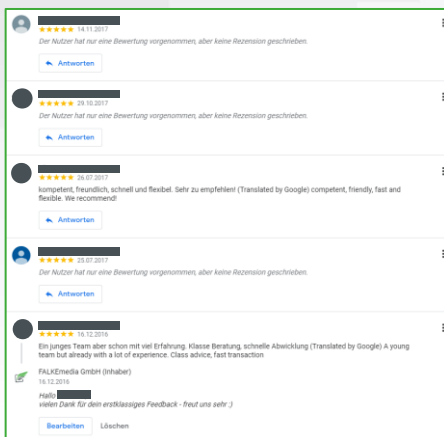 14.11.2017
Der Nutzer hat nur eine Bewertung vorgenommen, aber keine Rezension geschrieben.
Antworten
29.10.2017
Der Nutzer hat nur eine Bewertung vorgenommen, aber keine Rezension geschrieben.
Antworten
26.07.2017
kompetent, freundlich, schnell und flexibel. Sehr zu empfehlen! (Translated by Google) competent, friendly, fast and
flexible. We recommend!
Antworten
25.07.2017
Der Nutzer hat nur eine Bewertung vorgenommen, aber keine Rezension geschrieben.
Antworten
16.12.2016
Ein junges Team aber schon mit viel Erfahrung. Klasse Beratung, schnelle Abwicklung (Translated by Google) A young
team but already with a lot of experience. Class advice, fast transaction
FALKEmedia GmbH (Inhaber)
16.12.2016
Hallo
vielen Dank für dein erstklassiges Feedback - freut uns sehr :)
Bearbeiten Löschen